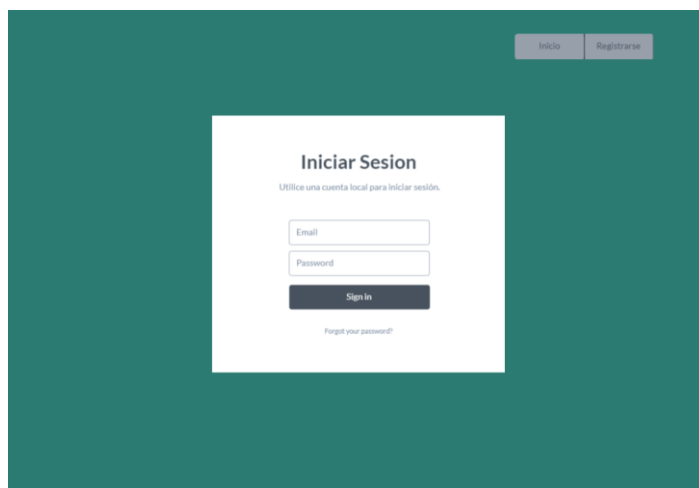 Inicio
Registrarse
Iniciar Sesion
Utilice una cuenta local para iniciar sesión.
Email
Password
Sign in
Forgot your password?